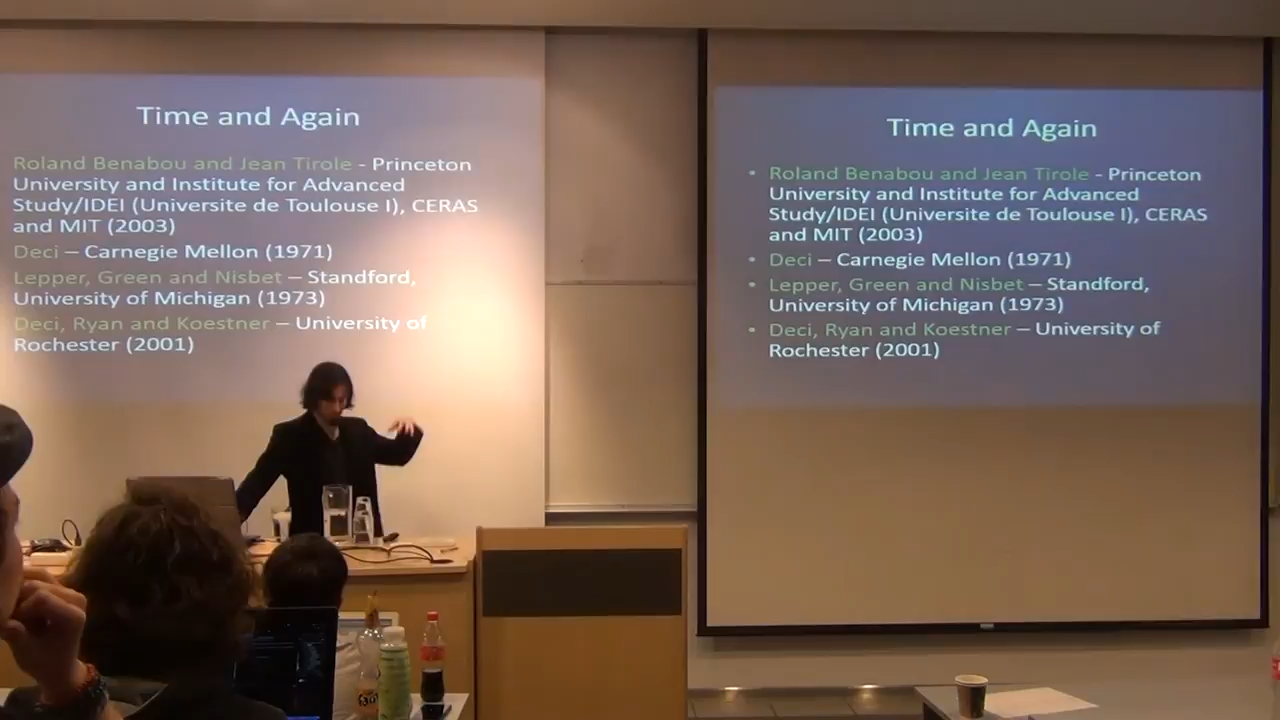 Time and Again
Roland Benabou and Jean Tirole - Princeton
University and Institute for Advanced
Study/IDEI (Universite de Toulouse I), CERAS
and MIT (2003)
Deci – Carnegie Mellon (1971)
Lepper, Green and Nisbet – Standford,
University of Michigan (1973)
Deci, Ryan and Koestner – University of
Rochester (2001)
Time and Again
• Roland Benabou and Jean Tirole - Princeton
University and Institute for Advanced
Study/IDEI (Universite de Toulouse I), CERAS
and MIT (2003)
• Deci – Carnegie Mellon (1971)
• Lepper, Green and Nisbet – Standford,
University of Michigan (1973)
• Deci, Ryan and Koestner – University of
Rochester (2001)